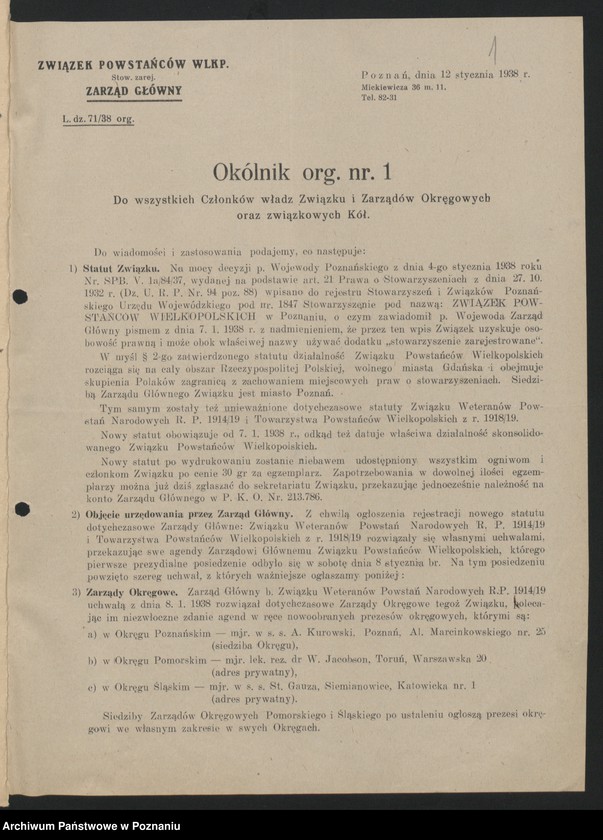 1
ZWIĄZEK POWSTAŃCÓW WLKP.
Stow. zarej.
ZARZĄD GŁÓWNY
L. dz. 71/38 org.
Poznań, dnia 12 stycznia 1938 r.
Mickiewicza 36 m. 11.
Tel. 82-31
Okólnik org. nr. 1
Do wszystkich Członków władz Związku i Zarządów Okręgowych
oraz związkowych Kół.
Do wiadomości i zastosowania podajemy, co następuje:
1) Statut Związku. Na mocy decyzji p. Wojewody Poznańskiego z dnia 4-go stycznia 1938 roku
Nr. SPB. V. 1a/84/37, wydanej na podstawie art. 21 Prawa o Stowarzyszeniach z dnia 27. 10.
1932 r. (Dz. U. R. P. Nr. 94 poz. 88) wpisano do rejestru Stowarzyszeń i Związków Poznań-
skiego Urzędu Wojewódzkiego pod nr. 1847 Stowarzyszenie pod nazwą: ZWIĄZEK POW-
STAŃCÓW WIELKOPOLSKICH w Poznaniu, o czym zawiadomił p. Wojewoda Zarząd
Główny pismem z dnia 7. 1. 1938 r. z nadmienieniem, że przez ten wpis Związek uzyskuje oso-
bowość prawną i może obok właściwej nazwy używać dodatku „stowarzyszenie zarejestrowane".
W myśl § 2-go zatwierdzonego statutu działalność Związku Powstańców Wielkopolskich
rozciąga się na cały obszar Rzeczypospolitej Polskiej, wolnego miasta Gdańska i obejmuje
skupienia Polaków zagranicą z zachowaniem miejscowych praw o stowarzyszeniach. Siedzi-
bą Zarządu Głównego Związku jest miasto Poznań.
Tym samym zostały też unieważnione dotychczasowe statuty Związku Weteranów Pow-
stań Narodowych R. P. 1914/19 i Towarzystwa Powstańców Wielkopolskich z r. 1918/19.
Nowy statut obowiązuje od 7. 1. 1938 r., odkąd też datuje właściwa działalność skonsolido-
wanego Związku Powstańców Wielkopolskich.
Nowy statut po wydrukowaniu zostanie niebawem udostępniony wszystkim ogniwom i
członkom Związku po cenie 30 gr za egzemplarz. Zapotrzebowania w dowolnej ilości egzem-
plarzy można już dziś zgłaszać do sekretariatu Związku, przekazując jednocześnie należność na
konto Zarządu Głównego w P. K. O. Nr. 213.786.
2) Objęcie urzędowania przez Zarząd Główny. Z chwilą ogłoszenia rejestracji nowego statutu
dotychczasowe Zarządy Główne: Związku Weteranów Powstań Narodowych R. P. 1914/19
i Towarzystwa Powstańców Wielkopolskich z r. 1918/19 rozwiązały się własnymi uchwałami,
przekazując swe agendy Zarządowi Głównemu Związku Powstańców Wielkopolskich, którego
pierwsze prezydialne posiedzenie odbyło się w sobotę dnia 8 stycznia br. Na tym posiedzeniu
powzięto szereg uchwał, z których ważniejsze ogłaszamy poniżej:
3) Zarządy Okręgowe. Zarząd Główny b. Związku Weteranów Powstań Narodowych R.P. 1914/19
uchwałą z dnia 8. 1. 1938 rozwiązał dotychczasowe Zarządy Okręgowe tegoż Związku, poleca-
jąc im niezwłoczne zdanie agend w ręce nowoobranych prezesów okręgowych, którymi są:
a) w Okręgu Poznańskim — mjr. w s. s. A. Kurowski, Poznań, Al. Marcinkowskiego nr. 25
(siedziba Okręgu),
b) w Okręgu Pomorskim — mjr. lek. rez. dr W. Jacobson, Toruń, Warszawska 20
(adres prywatny),
c) w Okręgu Śląskim — mjr. w s. s. St. Gauza, Siemianowice, Katowicka nr. 1
(adres prywatny).
Siedziby Zarządów Okręgowych Pomorskiego i Śląskiego po ustaleniu ogłoszą prezesi okrę-
gowi we własnym zakresie w swych Okręgach.
Archiwum Państwowe w Poznaniu